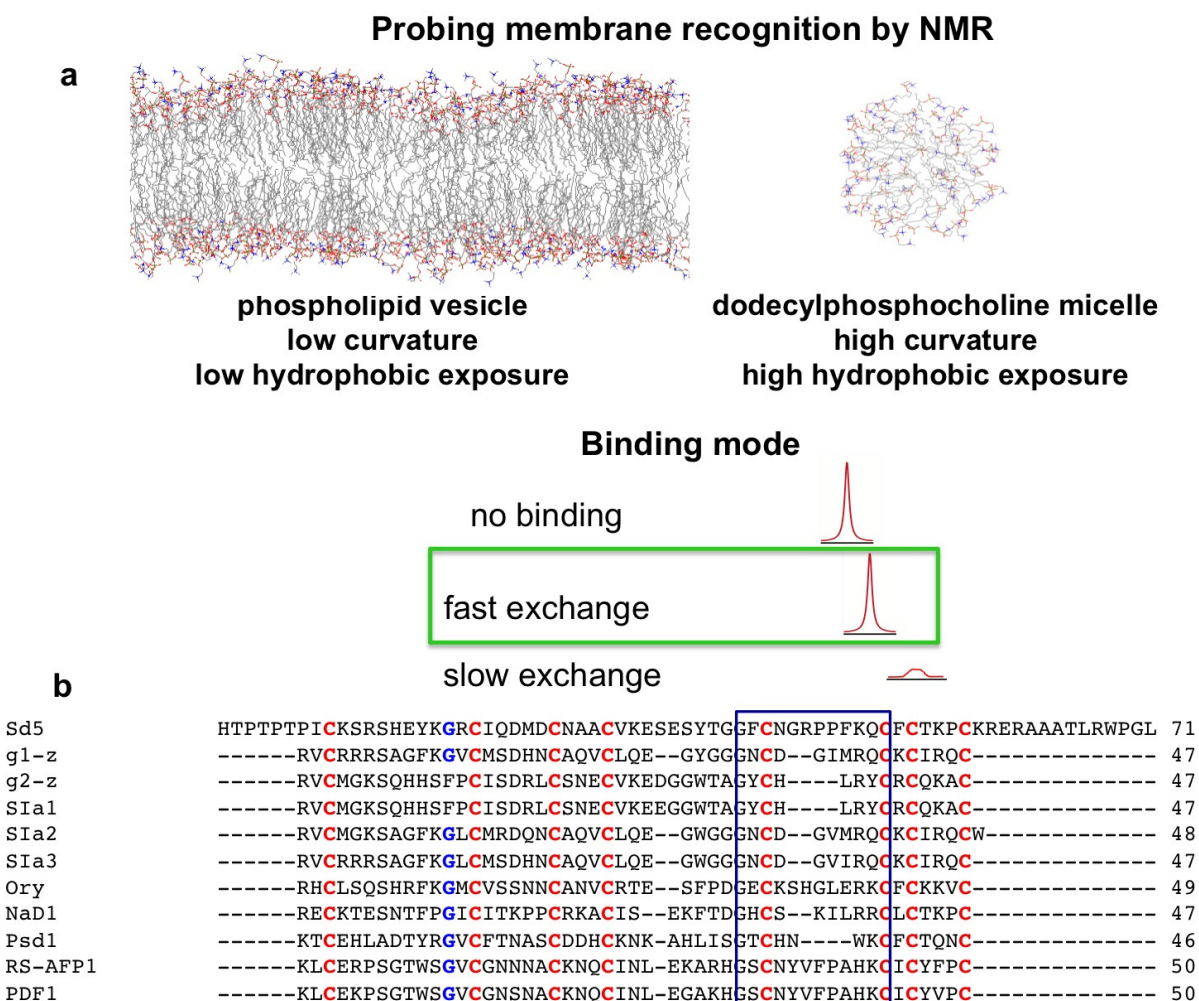 Probing membrane recognition by NMR
a
phospholipid vesicle
low curvature
low hydrophobic exposure
dodecylphosphocholine micelle
high curvature
high hydrophobic exposure
Binding mode
no binding
fast exchange
slow exchange
b
Sd5 HTPTPTPICKSRSHEYKGRCIQDMDCNAACVKESESYTGGFCNGRPPFKQCFCTKPCKRERAAATLRWPGL 71
g1-z ------RVCRRRSAGFKGVCMSDHNCAQVCLQE--GYGGGNCD--GIMRQCKCIRQC--------------- 47
g2-z ------RVCMGKSQHHSFPCISDRLCSNECVKEDGGWTAGYCH----LRYCRCQKAC--------------- 47
SIa1 ------RVCMGKSQHHSFPCISDRLCSNECVKEEGGWTAGYCH----LRYCRCQKAC--------------- 47
SIa2 ------RVCMGKSAGFKGLCMRDQNCAQVCLQE--GWGGGNCD--GVMRQCKCIRQCW-------------- 48
SIa3 ------RVCRRRSAGFKGLCMSDHNCAQVCLQE--GWGGGNCD--GVIRQCKCIRQC--------------- 47
Ory ------RHCLSQSHRFKGMCVSSNNCANVCRTE--SFPDGECKSHGLERKCFCKKVC--------------- 49
NaD1 ------RECKTESNTFPGICITKPPCRKACIS--EKFTDGHCS--KILRRCLCTKPC--------------- 47
Psd1 ------KTCEHLADTYRGVCFTNASCDDHCKNK-AHLISGTCHN----WKCFCTQNC--------------- 46
RS-AFP1 ------KLCERPSGTWSGVCGNNNACKNQCINL-EKARHGSCNYVFPAHKCICYFPC--------------- 50
PDF1 ------KLCEKPSGTWSGVCGNSNACKNQCINL-EGAKHGSCNYVFPAHKCICYVPC--------------- 50